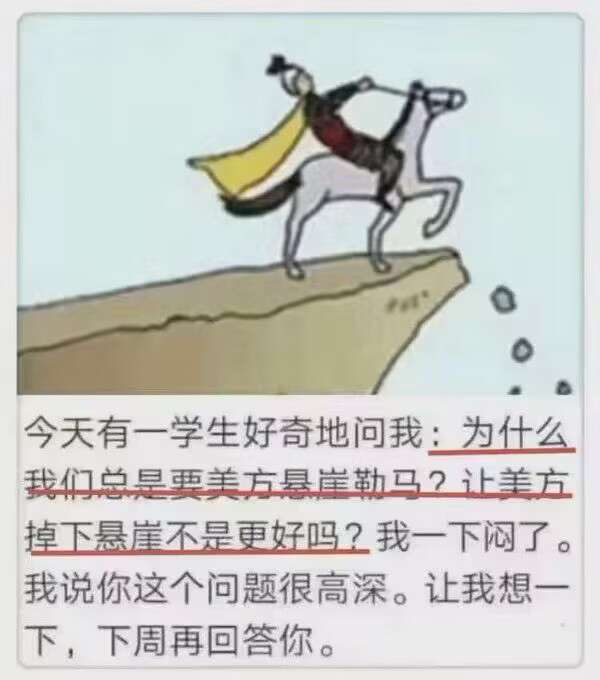 今天有一学生好奇地问我：为什么
我们总是要美方悬崖勒马？让美方
掉下悬崖不是更好吗？我一下闷了。
我说你这个问题很高深。让我想一
下，下周再回答你。